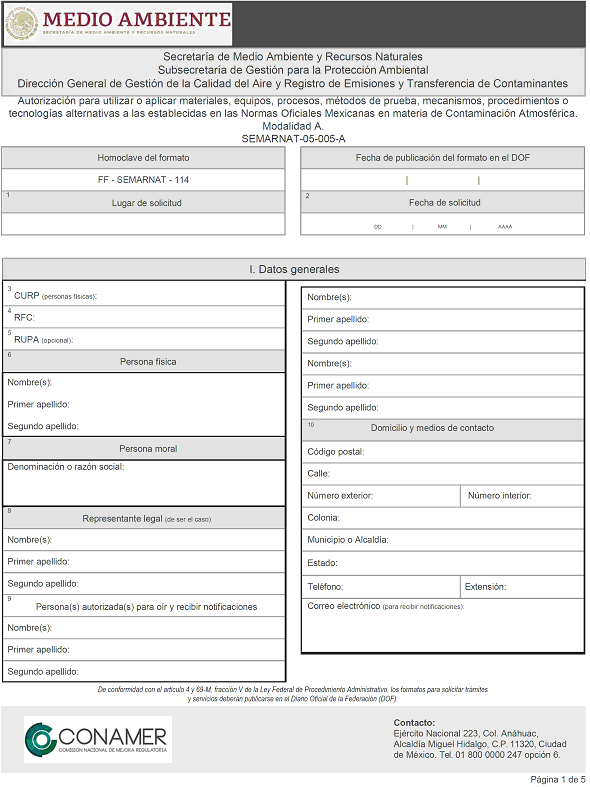 MEDIO AMBIENTE
SECRETARÍA DE MEDIO AMBIENTE Y RECURSOS NATURALES
Secretaría de Medio Ambiente y Recursos Naturales
Subsecretaría de Gestión para la Protección Ambiental
Dirección General de Gestión de la Calidad del Aire y Registro de Emisiones y Transferencia de Contaminantes
Autorización para utilizar o aplicar materiales, equipos, procesos, métodos de prueba, mecanismos, procedimientos o
tecnologías alternativas a las establecidas en las Normas Oficiales Mexicanas en materia de Contaminación Atmosférica.
Modalidad A.
SEMARNAT-05-005-A
Homoclave del formato
FF - SEMARNAT - 114
Fecha de publicación del formato en el DOF
| |
1 Lugar de solicitud
2 Fecha de solicitud
DD | MM | AAAA
I. Datos generales
3 CURP (personas físicas):
4 RFC:
5 RUPA (opcional):
6 Persona física
Nombre(s):
Primer apellido:
Segundo apellido:
7 Persona moral
Denominación o razón social:
8 Representante legal (de ser el caso)
Nombre(s):
Primer apellido:
Segundo apellido:
9 Persona(s) autorizada(s) para oír y recibir notificaciones
Nombre(s):
Primer apellido:
Segundo apellido:
Nombre(s):
Primer apellido:
Segundo apellido:
Nombre(s):
Primer apellido:
Segundo apellido:
10 Domicilio y medios de contacto
Código postal:
Calle:
Número exterior: Número interior:
Colonia:
Municipio o Alcaldía:
Estado:
Teléfono: Extensión:
Correo electrónico (para recibir notificaciones):
De conformidad con el artículo 4 y 69-M, fracción V de la Ley Federal de Procedimiento Administrativo, los formatos para solicitar trámites
y servicios deberán publicarse en el Diario Oficial de la Federación (DOF).
CONAMER
COMISIÓN NACIONAL DE MEJORA REGULATORIA
Contacto:
Ejército Nacional 223, Col. Anáhuac,
Alcaldía Miguel Hidalgo, C.P. 11320, Ciudad
de México. Tel. 01 800 0000 247 opción 6.
Página 1 de 5